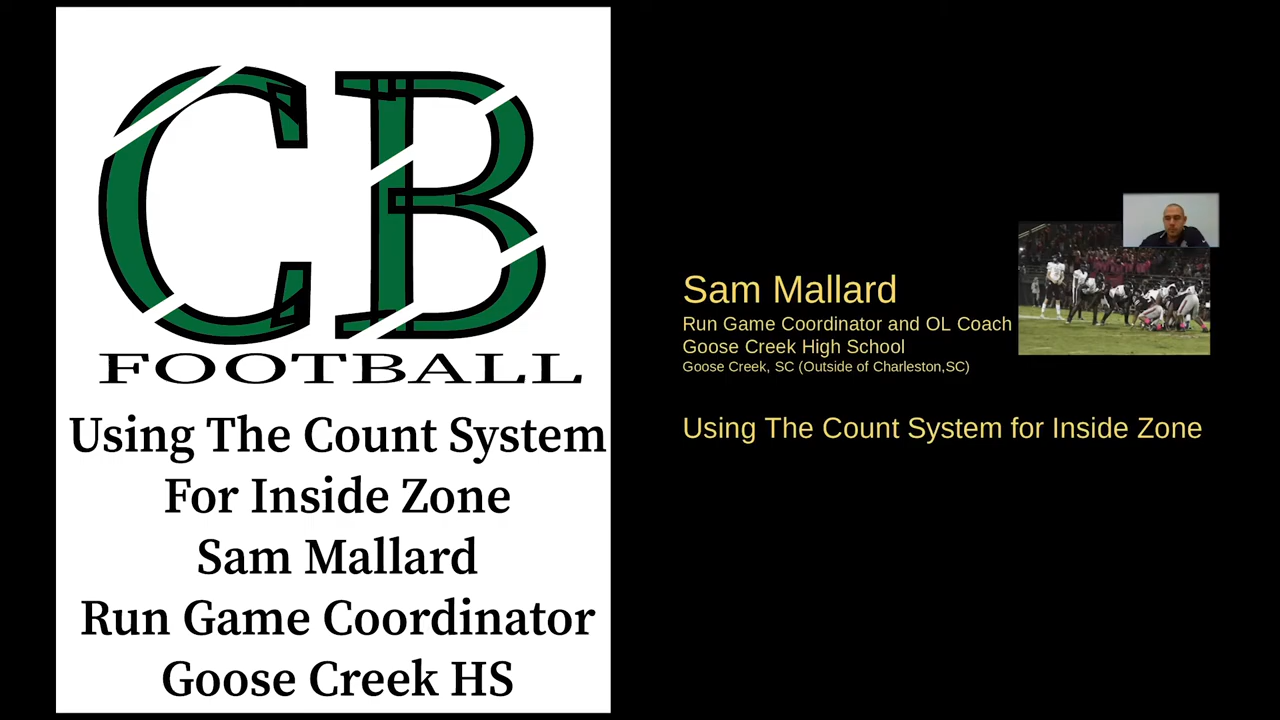 CB
FOOTBALL
Using The Count System
For Inside Zone
Sam Mallard
Run Game Coordinator
Goose Creek HS
Sam Mallard
Run Game Coordinator and OL Coach
Goose Creek High School
Goose Creek, SC (Outside of Charleston,SC)
Using The Count System for Inside Zone